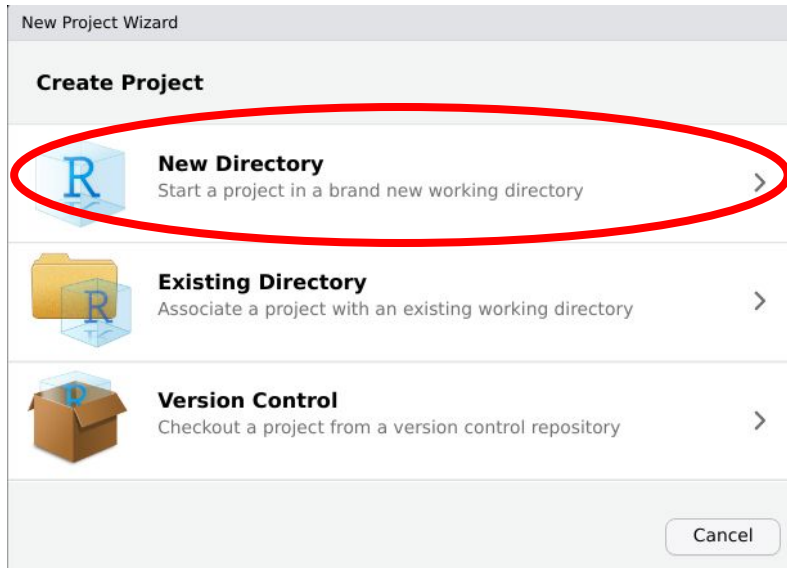 New Project Wizard
Create Project
New Directory
Start a project in a brand new working directory
Existing Directory
Associate a project with an existing working directory
Version Control
Checkout a project from a version control repository
Cancel